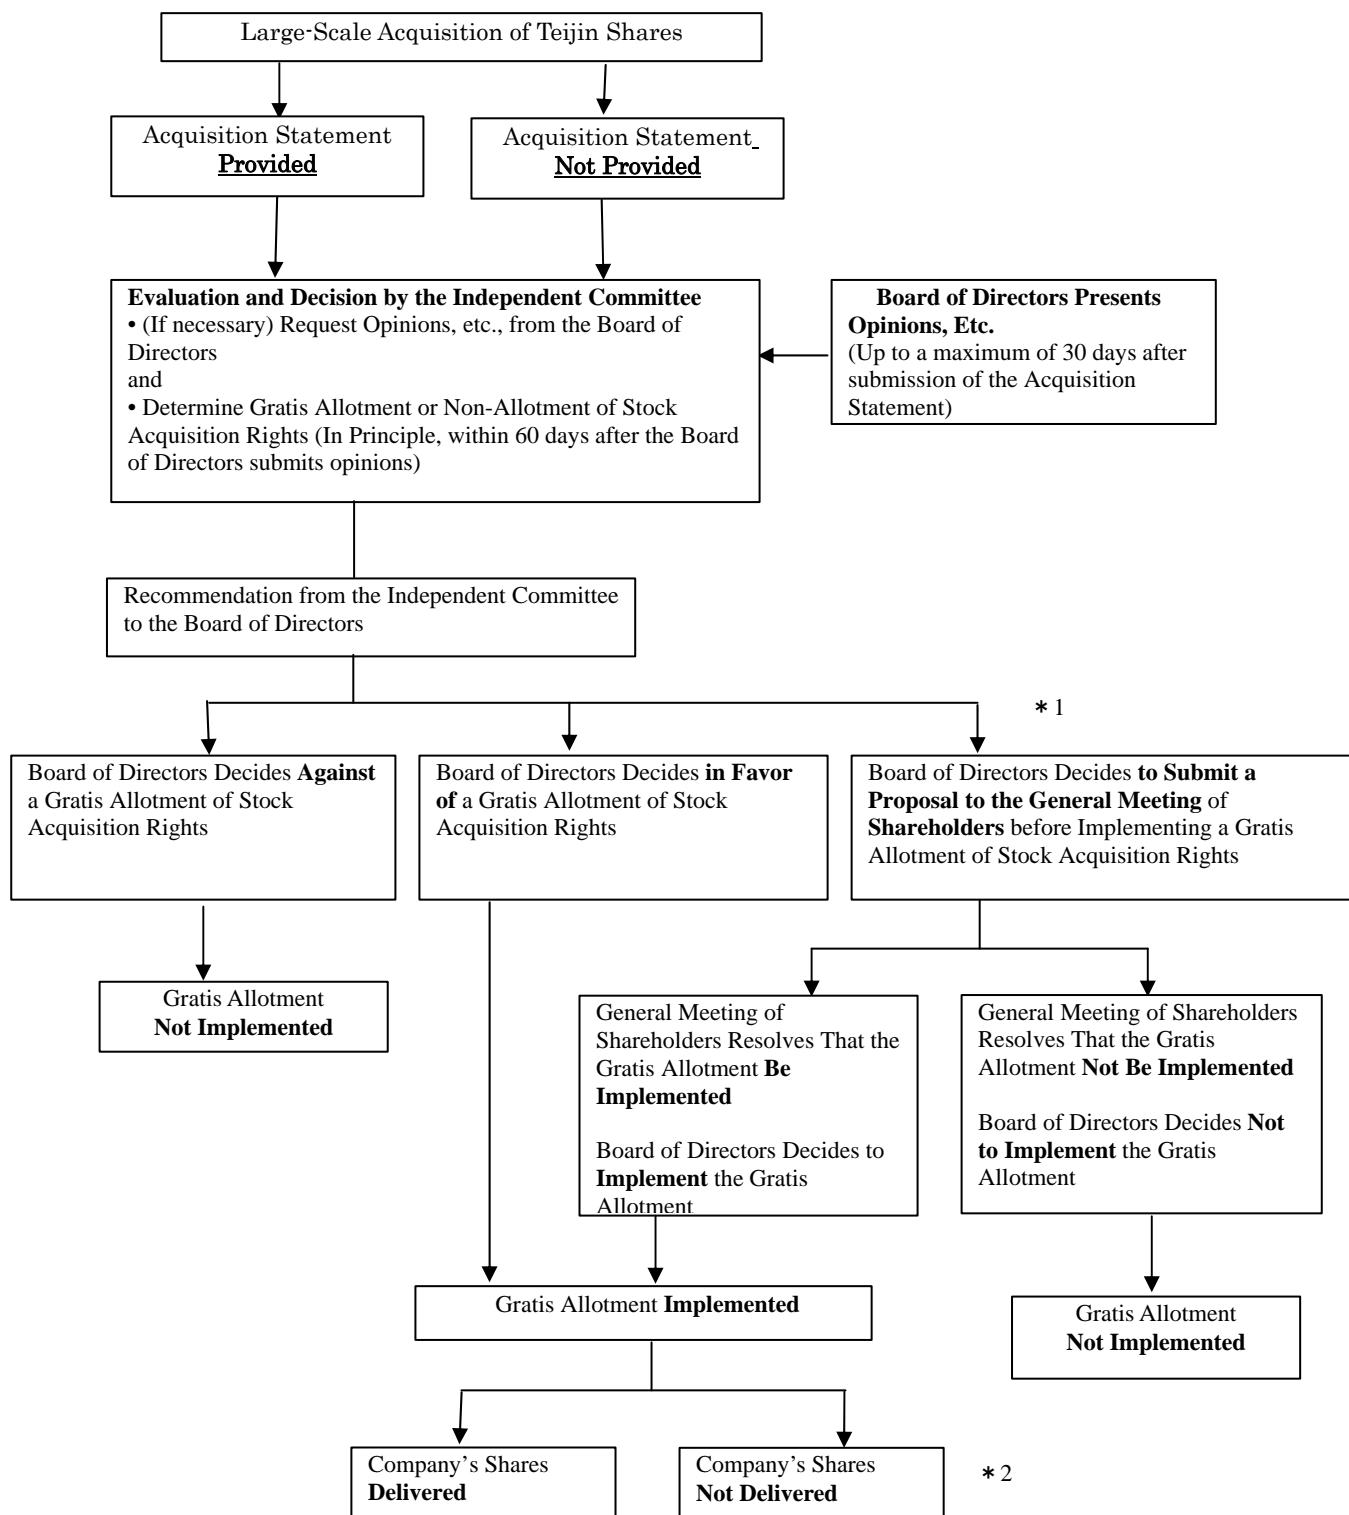 Large-Scale Acquisition of Teijin Shares
Acquisition Statement
Provided
Acquisition Statement
Not Provided
Evaluation and Decision by the Independent Committee
• (If necessary) Request Opinions, etc., from the Board of
Directors
and
• Determine Gratis Allotment or Non-Allotment of Stock
Acquisition Rights (In Principle, within 60 days after the Board
of Directors submits opinions)
Board of Directors Presents
Opinions, Etc.
(Up to a maximum of 30 days after
submission of the Acquisition
Statement)
Recommendation from the Independent Committee
to the Board of Directors
* 1
Board of Directors Decides Against
a Gratis Allotment of Stock
Acquisition Rights
Board of Directors Decides in Favor
of a Gratis Allotment of Stock
Acquisition Rights
Board of Directors Decides to Submit a
Proposal to the General Meeting of
Shareholders before Implementing a Gratis
Allotment of Stock Acquisition Rights
Gratis Allotment
Not Implemented
General Meeting of
Shareholders Resolves That the
Gratis Allotment Be
Implemented
Board of Directors Decides to
Implement the Gratis
Allotment
General Meeting of Shareholders
Resolves That the Gratis
Allotment Not Be Implemented
Board of Directors Decides Not
to Implement the Gratis
Allotment
Gratis Allotment Implemented
Gratis Allotment
Not Implemented
Company’s Shares
Delivered
Company’s Shares
Not Delivered
* 2